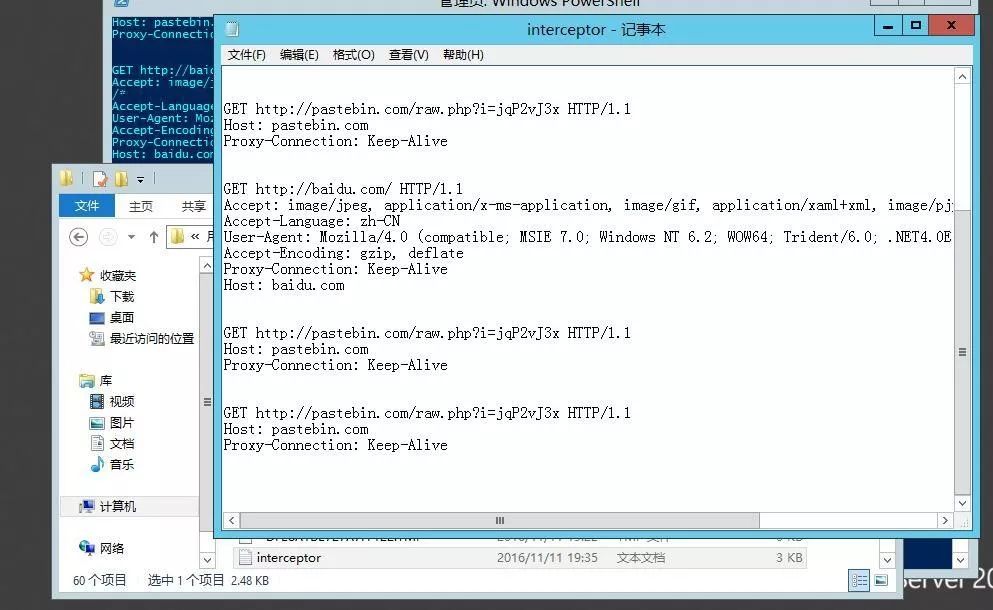 管理员: Windows PowerShell
Host: pastebin.
Proxy-Connectio
GET http://baid
Accept: image/j
/*
Accept-Language
User-Agent: Moz
Accept-Encoding
Proxy-Connectio
Host: baidu.com
interceptor - 记事本
文件(F) 编辑(E) 格式(O) 查看(V) 帮助(H)
GET http://pastebin.com/raw.php?i=jqP2vJ3x HTTP/1.1
Host: pastebin.com
Proxy-Connection: Keep-Alive
GET http://baidu.com/ HTTP/1.1
Accept: image/jpeg, application/x-ms-application, image/gif, application/xaml+xml, image/pj
Accept-Language: zh-CN
User-Agent: Mozilla/4.0 (compatible; MSIE 7.0; Windows NT 6.2; WOW64; Trident/6.0; .NET4.0E
Accept-Encoding: gzip, deflate
Proxy-Connection: Keep-Alive
Host: baidu.com
GET http://pastebin.com/raw.php?i=jqP2vJ3x HTTP/1.1
Host: pastebin.com
Proxy-Connection: Keep-Alive
GET http://pastebin.com/raw.php?i=jqP2vJ3x HTTP/1.1
Host: pastebin.com
Proxy-Connection: Keep-Alive
文件 主页 共享
收藏夹
下载
桌面
最近访问的位置
库
视频
图片
文档
音乐
计算机
网络
interceptor 2016/11/11 19:35 文本文档 3 KB
60 个项目 选中 1 个项目 2.48 KB
server 20